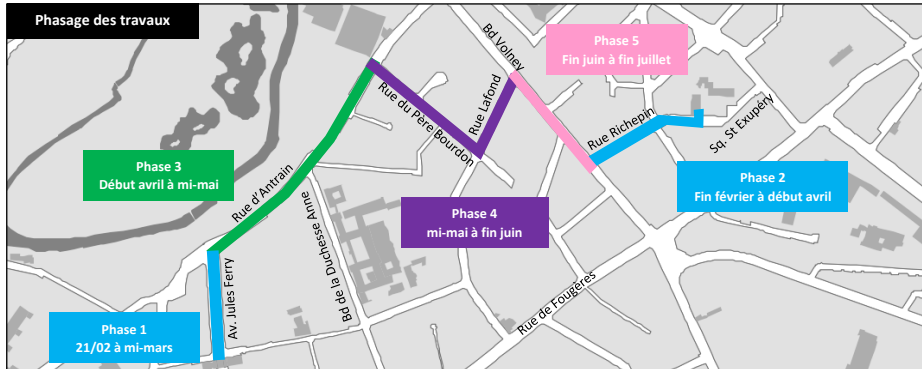 Phasage des travaux
Bd Volney
Phase 5
Fin juin à fin juillet
Rue Lafond
Rue du Père Bourdon
Rue Richepin
Sq. St Exupéry
Phase 3
Début avril à mi-mai
Rue d'Antrain
Phase 2
Fin février à début avril
Phase 4
mi-mai à fin juin
Bd de la Duchesse Anne
Av. Jules Ferry
Rue de Fougères
Phase 1
21/02 à mi-mars